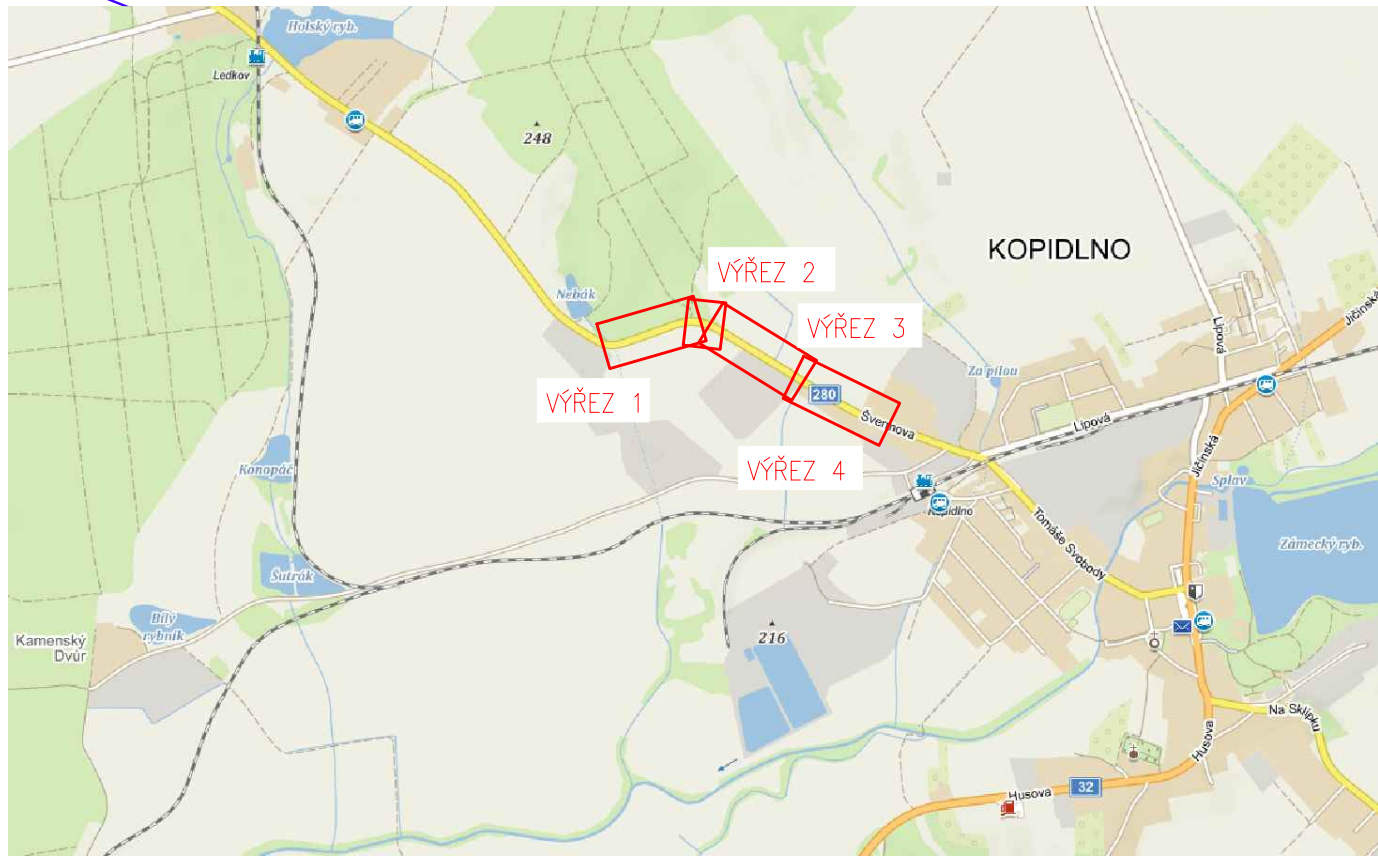 Holský ryb.
Ledkov
248
KOPIDLNO
VÝŘEZ 2
Nebák
VÝŘEZ 3
Lipová
Jičínská
VÝŘEZ 1
280
Za pilou
Švermova
Lipová
Jičínská
VÝŘEZ 4
Konopáč
Kopidlno
Splav
Tomáše Svobody
Zámecký ryb.
Šutrák
Bílý
rybník
216
Kamenský
Dvůr
Na Sklípku
Husova
Husova
32